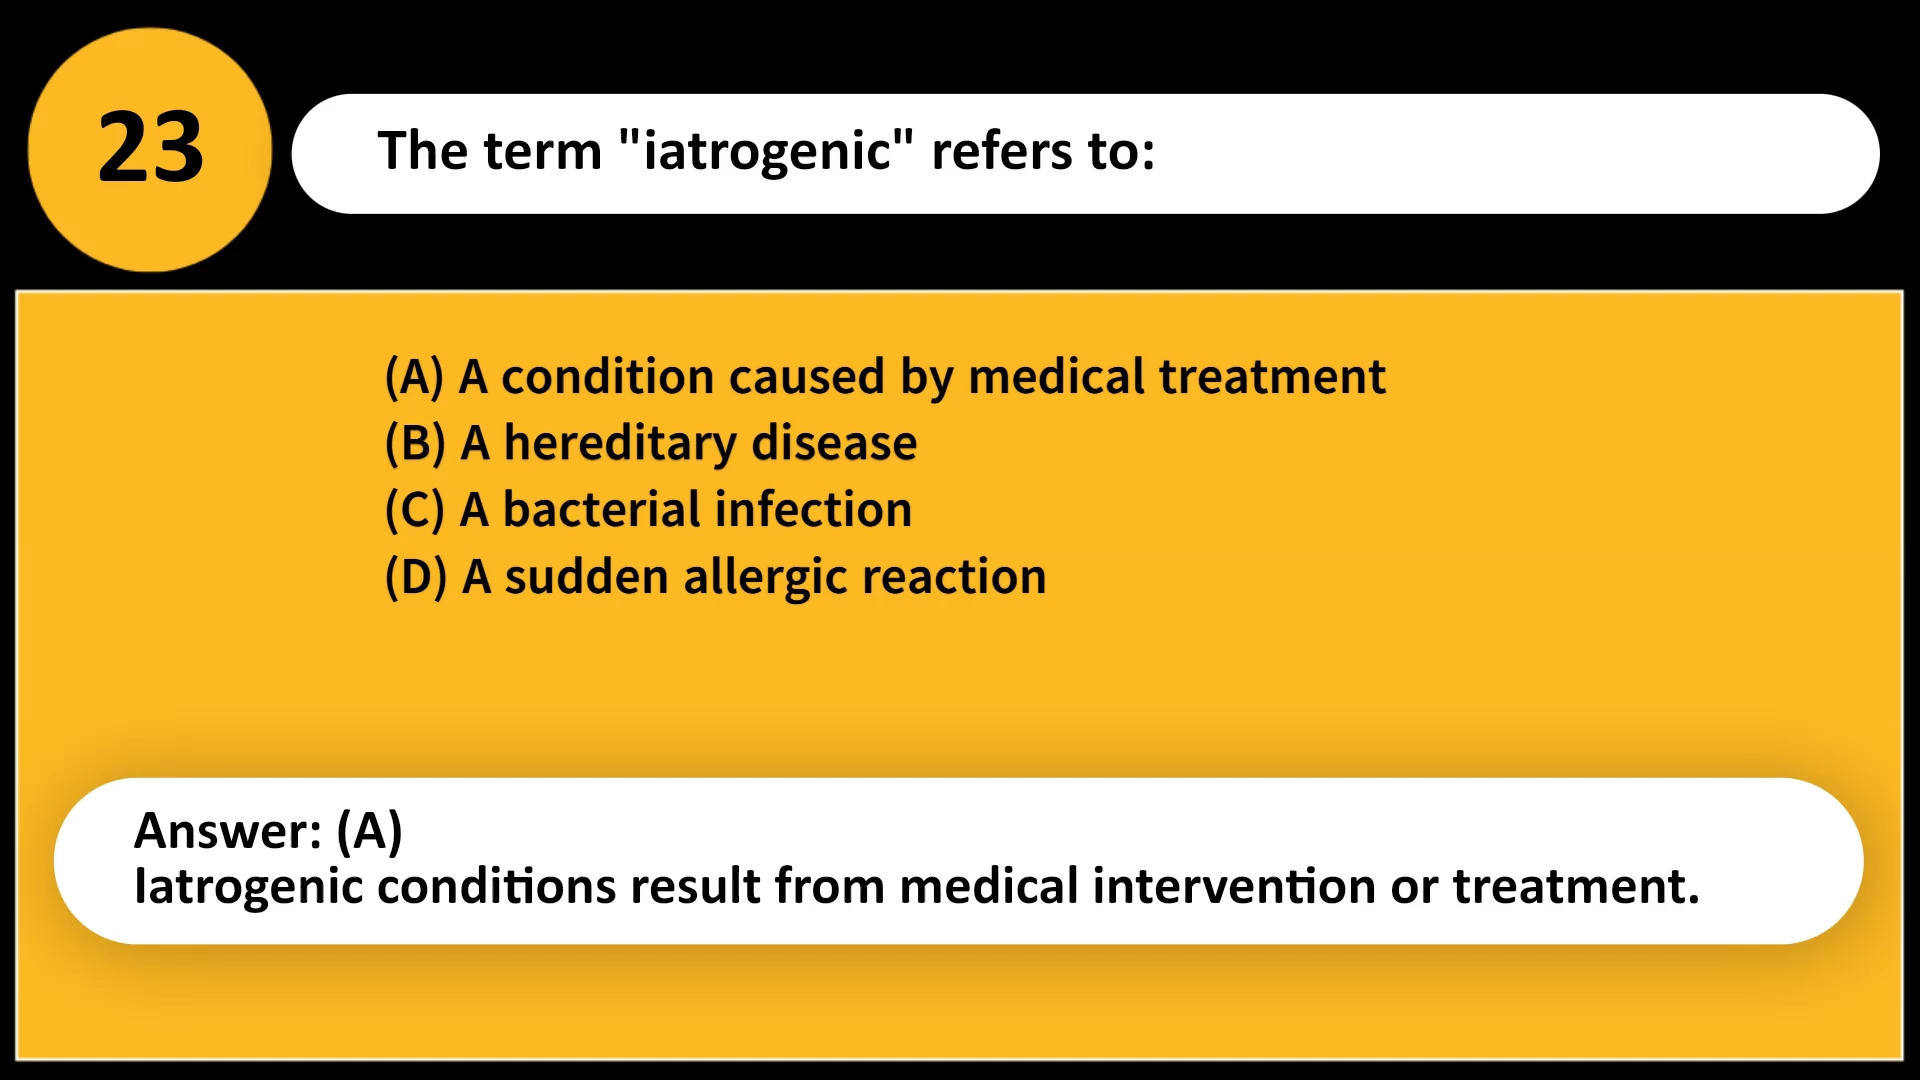 23
The term "iatrogenic" refers to:
(A) A condition caused by medical treatment
(B) A hereditary disease
(C) A bacterial infection
(D) A sudden allergic reaction
Answer: (A)
Iatrogenic conditions result from medical intervention or treatment.